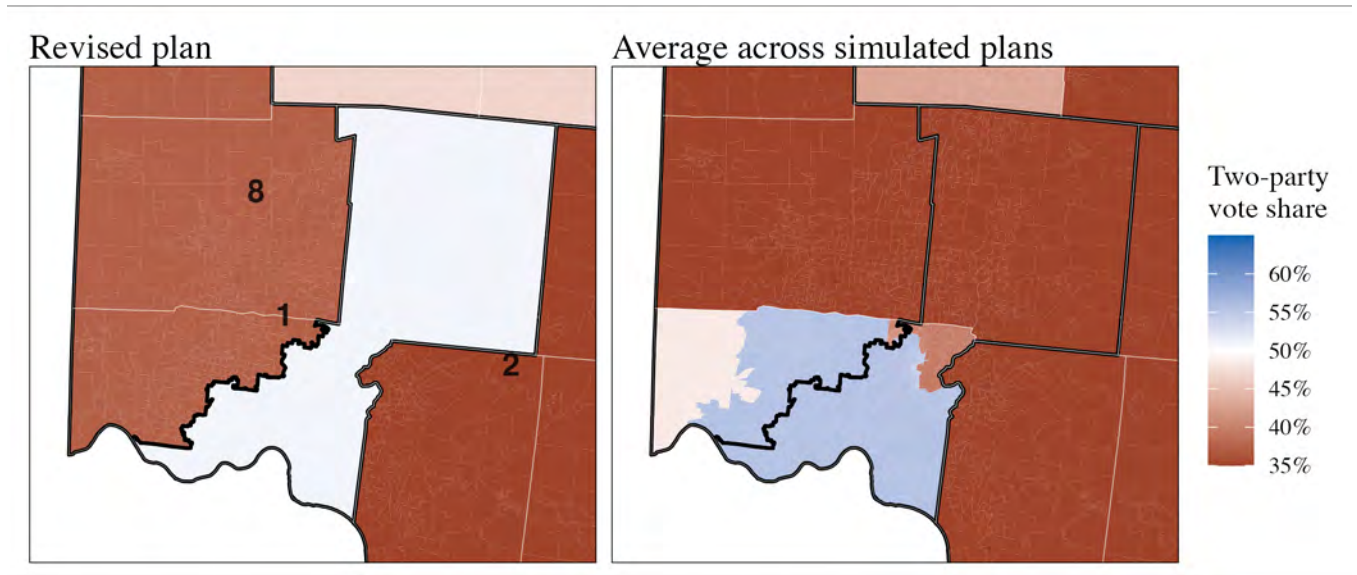 Revised plan
Average across simulated plans
8
1
2
Two-party
vote share
60%
55%
50%
45%
40%
35%